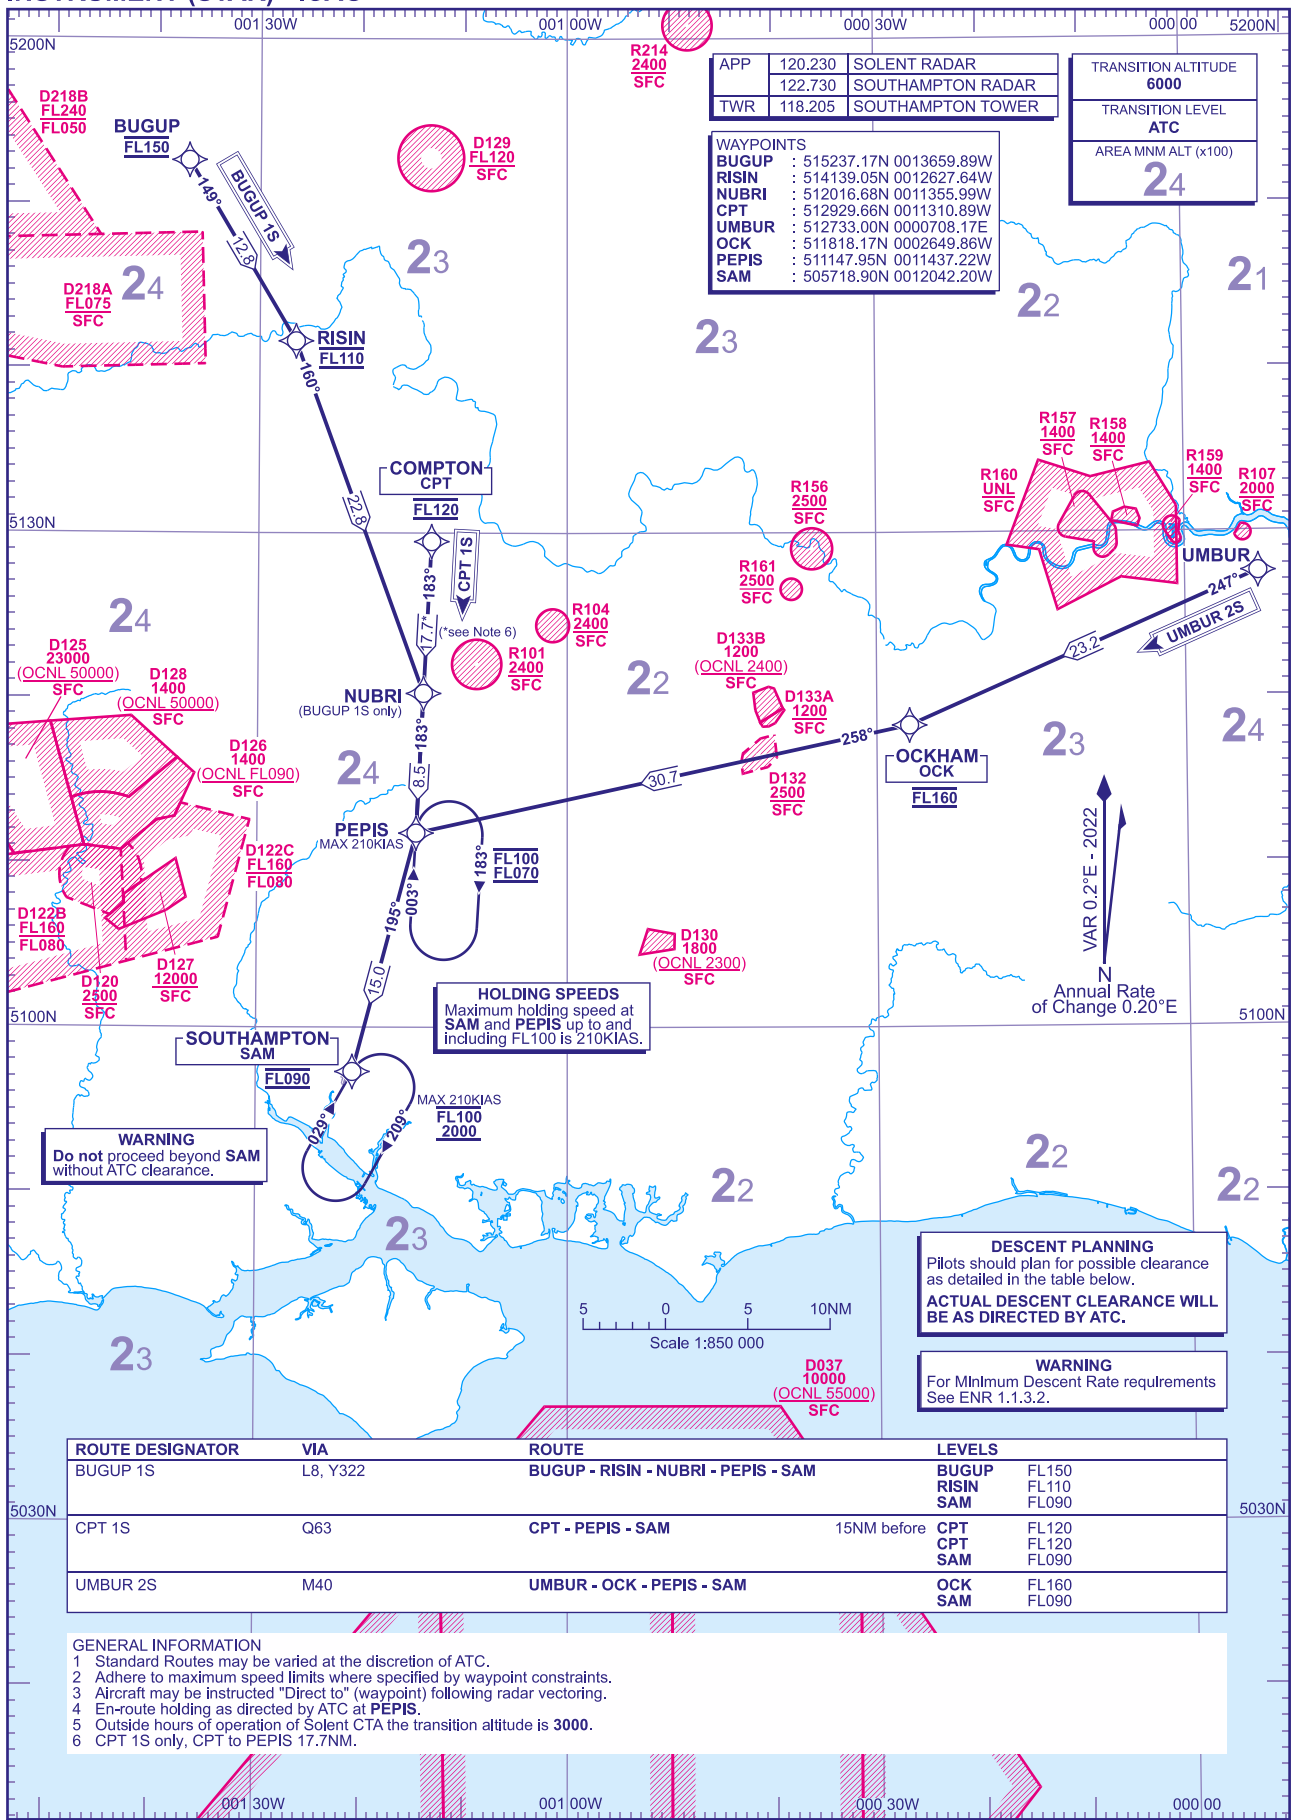 001 30W
001 00W
000 30W
000 00
5200N
5200N
R214
2400
SFC
APP 120.230 SOLENT RADAR
122.730 SOUTHAMPTON RADAR
TWR 118.205 SOUTHAMPTON TOWER
TRANSITION ALTITUDE
6000
TRANSITION LEVEL
ATC
AREA MNM ALT (x100)
24
D218B
FL240
FL050
BUGUP
FL150
D129
FL120
SFC
WAYPOINTS
BUGUP : 515237.17N 0013659.89W
RISIN : 514139.05N 0012627.64W
NUBRI : 512016.68N 0011355.99W
CPT : 512929.66N 0011310.89W
UMBUR : 512733.00N 0000708.17E
OCK : 511818.17N 0002649.86W
PEPIS : 511147.95N 0011437.22W
SAM : 505718.90N 0012042.20W
149°
BUGUP 1S
12.8
23
24
21
22
23
D218A
FL075
SFC
RISIN
FL110
160°
22.8
COMPTON
CPT
FL120
R157
1400
SFC
R158
1400
SFC
R159
1400
SFC
R160
UNL
SFC
R107
2000
SFC
R156
2500
SFC
5130N
5130N
CPT 1S
183°
17.7*
(*see Note 6)
R161
2500
SFC
UMBUR
247°
UMBUR 2S
23.2
24
R104
2400
SFC
R101
2400
SFC
D125
23000
(OCNL 50000)
SFC
D128
1400
(OCNL 50000)
SFC
D133B
1200
(OCNL 2400)
SFC
D133A
1200
SFC
22
NUBRI
(BUGUP 1S only)
183°
8.5
D126
1400
(OCNL FL090)
SFC
24
258°
30.7
D132
2500
SFC
OCKHAM
OCK
FL160
23
24
PEPIS
MAX 210KIAS
D122C
FL160
FL080
183°
003°
FL100
FL070
VAR 0.2°E - 2022
N
Annual Rate
of Change 0.20°E
D122B
FL160
FL080
D120
2500
SFC
D127
12000
SFC
195°
15.0
D130
1800
(OCNL 2300)
SFC
HOLDING SPEEDS
Maximum holding speed at
SAM and PEPIS up to and
including FL100 is 210KIAS.
5100N
5100N
SOUTHAMPTON
SAM
FL090
MAX 210KIAS
FL100
2000
029°
209°
WARNING
Do not proceed beyond SAM
without ATC clearance.
22
22
22
23
DESCENT PLANNING
Pilots should plan for possible clearance
as detailed in the table below.
ACTUAL DESCENT CLEARANCE WILL
BE AS DIRECTED BY ATC.
5 0 5 10NM
Scale 1:850 000
23
WARNING
For Minimum Descent Rate requirements
See ENR 1.1.3.2.
D037
10000
(OCNL 55000)
SFC
ROUTE DESIGNATOR VIA ROUTE LEVELS
BUGUP 1S L8, Y322 BUGUP - RISIN - NUBRI - PEPIS - SAM BUGUP FL150
RISIN FL110
SAM FL090
5030N
5030N
CPT 1S Q63 CPT - PEPIS - SAM 15NM before CPT FL120
CPT FL120
SAM FL090
UMBUR 2S M40 UMBUR - OCK - PEPIS - SAM OCK FL160
SAM FL090
GENERAL INFORMATION
1 Standard Routes may be varied at the discretion of ATC.
2 Adhere to maximum speed limits where specified by waypoint constraints.
3 Aircraft may be instructed "Direct to" (waypoint) following radar vectoring.
4 En-route holding as directed by ATC at PEPIS.
5 Outside hours of operation of Solent CTA the transition altitude is 3000.
6 CPT 1S only, CPT to PEPIS 17.7NM.
001 30W
001 00W
000 30W
000 00